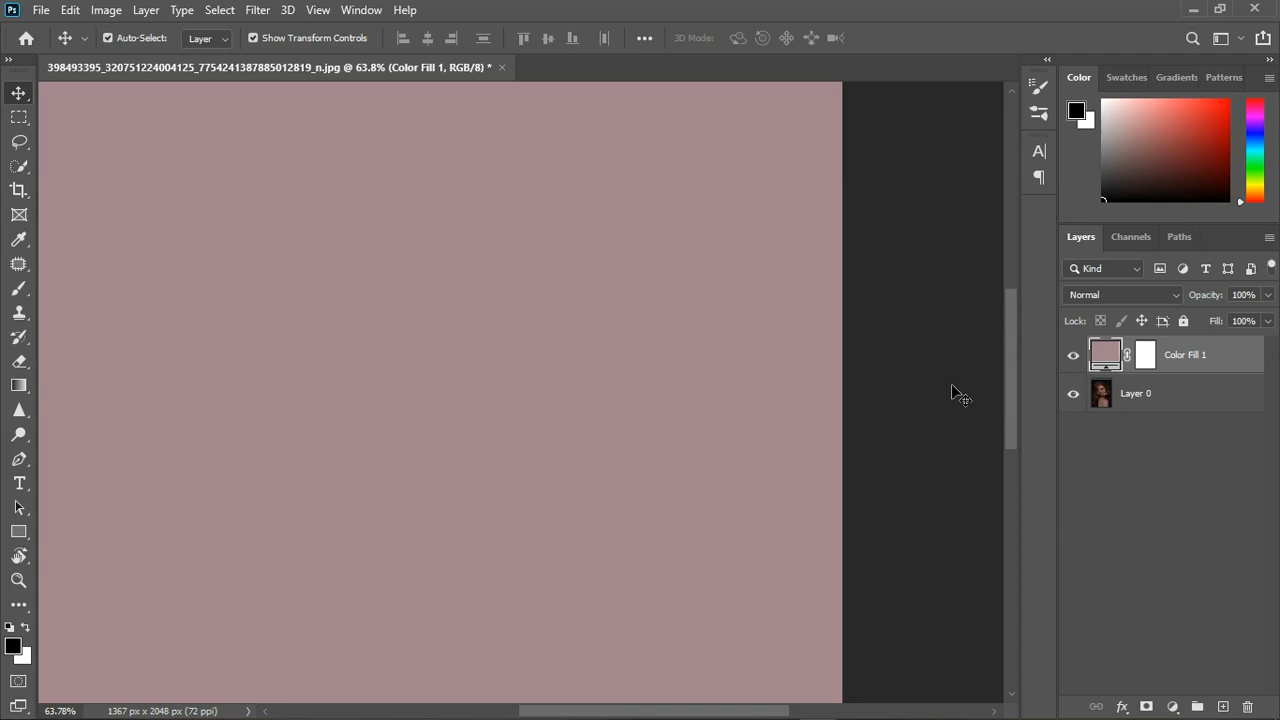 Ps File Edit Image Layer Type Select Filter 3D View Window Help
Auto-Select: Layer Show Transform Controls 3D Mode:
398493395_320751224004125_7754241387885012819_n.jpg @ 63.8% (Color Fill 1, RGB/8) *
Color Swatches Gradients Patterns
Layers Channels Paths
Kind
Normal Opacity: 100%
Lock: Fill: 100%
Color Fill 1
Layer 0
63.78% 1367 px x 2048 px (72 ppi)